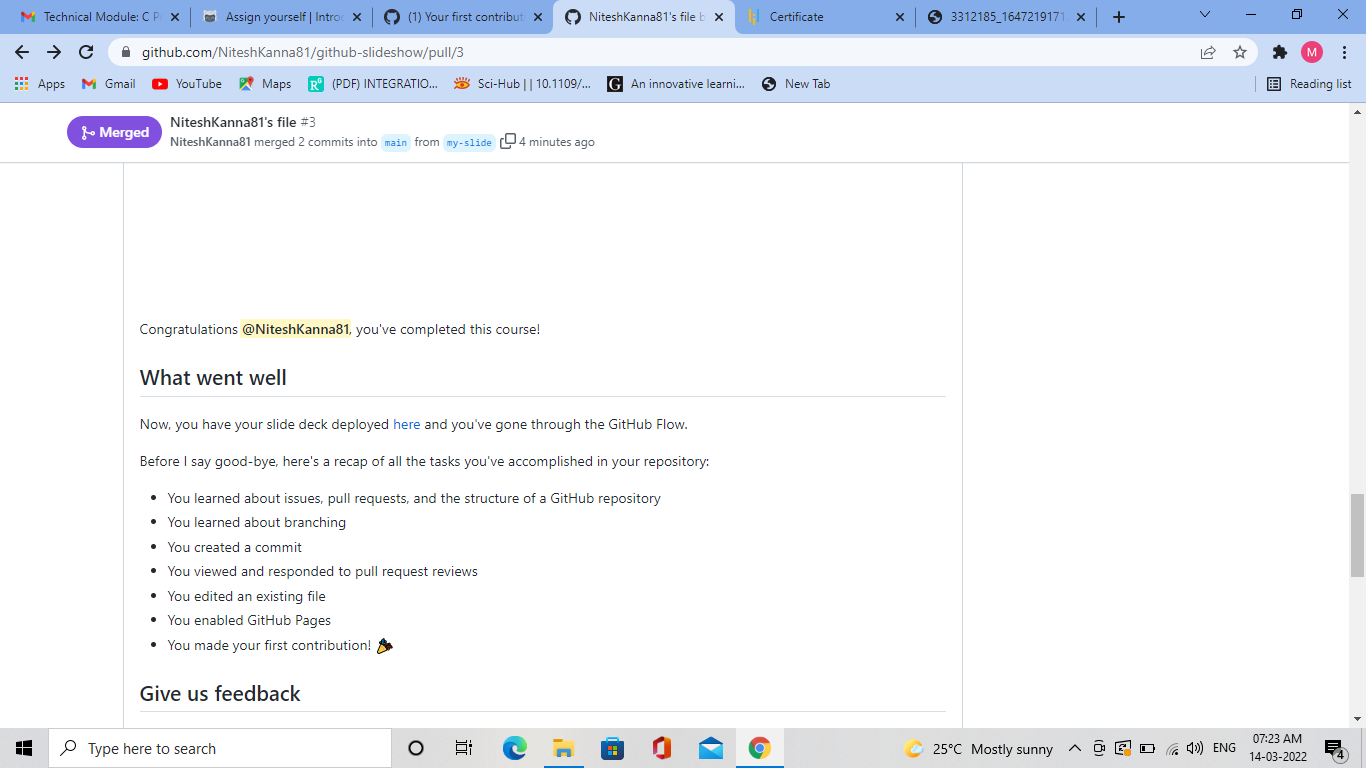 Technical Module: C P
Assign yourself | Intro
(1) Your first contribut
NiteshKanna81's file b
Certificate
3312185_1647219171
github.com/NiteshKanna81/github-slideshow/pull/3
M
Apps
Gmail
YouTube
Maps
(PDF) INTEGRATIO...
Sci-Hub | | 10.1109/...
An innovative learni...
New Tab
Reading list
Merged
NiteshKanna81's file #3
NiteshKanna81 merged 2 commits into main from my-slide 4 minutes ago
Congratulations @NiteshKanna81, you've completed this course!
What went well
Now, you have your slide deck deployed here and you've gone through the GitHub Flow.
Before I say good-bye, here's a recap of all the tasks you've accomplished in your repository:
• You learned about issues, pull requests, and the structure of a GitHub repository
• You learned about branching
• You created a commit
• You viewed and responded to pull request reviews
• You edited an existing file
• You enabled GitHub Pages
• You made your first contribution! 🎉
Give us feedback
Type here to search
25°C Mostly sunny
ENG
07:23 AM
14-03-2022
4